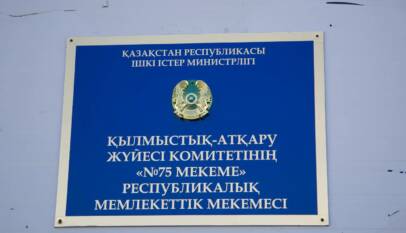 ҚАЗАҚСТАН РЕСПУБЛИКАСЫ
ІШКІ ІСТЕР МИНИСТРЛІГІ
ҚЫЛМЫСТЫҚ-АТҚАРУ
ЖҮЙЕСІ КОМИТЕТІНІҢ
«№75 МЕКЕМЕ»
РЕСПУБЛИКАЛЫҚ
МЕМЛЕКЕТТІК МЕКЕМЕСІ